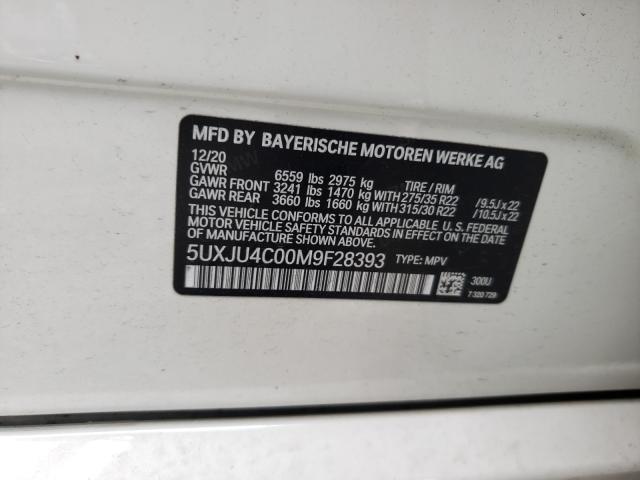 MFD BY BAYERISCHE MOTOREN WERKE AG
12/20
GVWR 6559 lbs 2975 kg TIRE / RIM
GAWR FRONT 3241 lbs 1470 kg WITH 275/35 R22 /9.5J x 22
GAWR REAR 3660 lbs 1660 kg WITH 315/30 R22 /10.5J x 22
THIS VEHICLE CONFORMS TO ALL APPLICABLE U.S. FEDERAL
MOTOR VEHICLE SAFETY STANDARDS IN EFFECT ON THE
DATE OF MANUFACTURE SHOWN ABOVE.
5UXJU4C00M9F28393 TYPE: MPV
300U
7 320 729